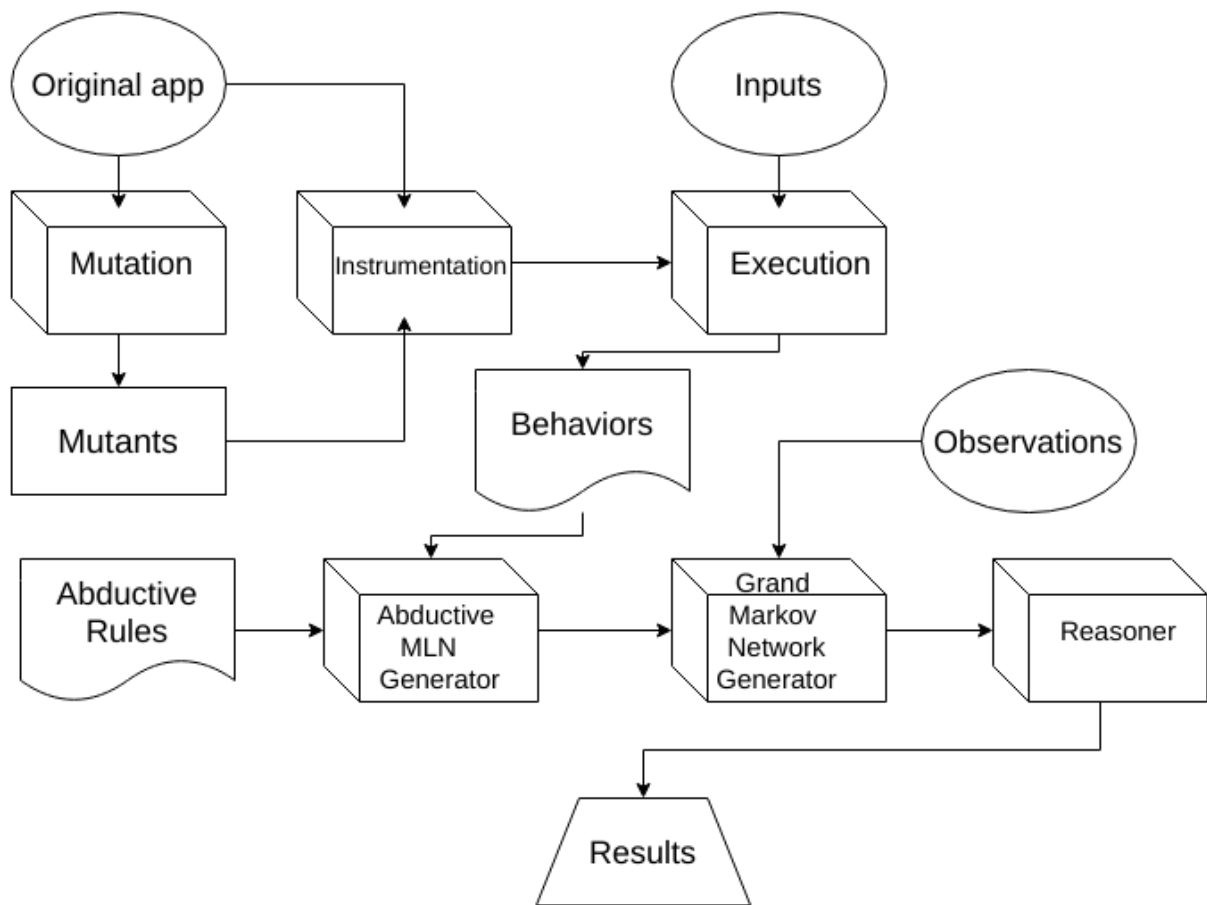 Original app
Inputs
Mutation
Instrumentation
Execution
Mutants
Behaviors
Observations
Abductive
Rules
Abductive
MLN
Generator
Grand
Markov
Network
Generator
Reasoner
Results